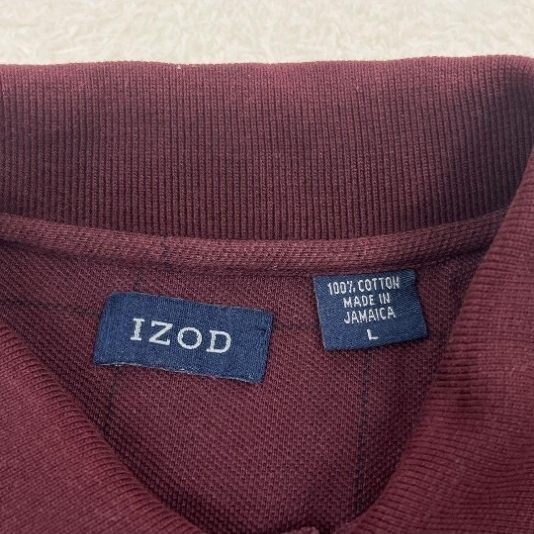 IZOD
100% COTTON
MADE IN
JAMAICA
L